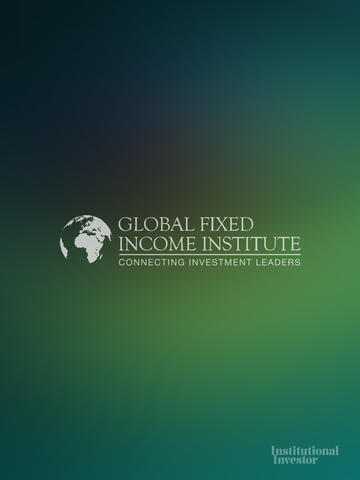 GLOBAL FIXED
INCOME INSTITUTE
CONNECTING INVESTMENT LEADERS
Institutional
Investor